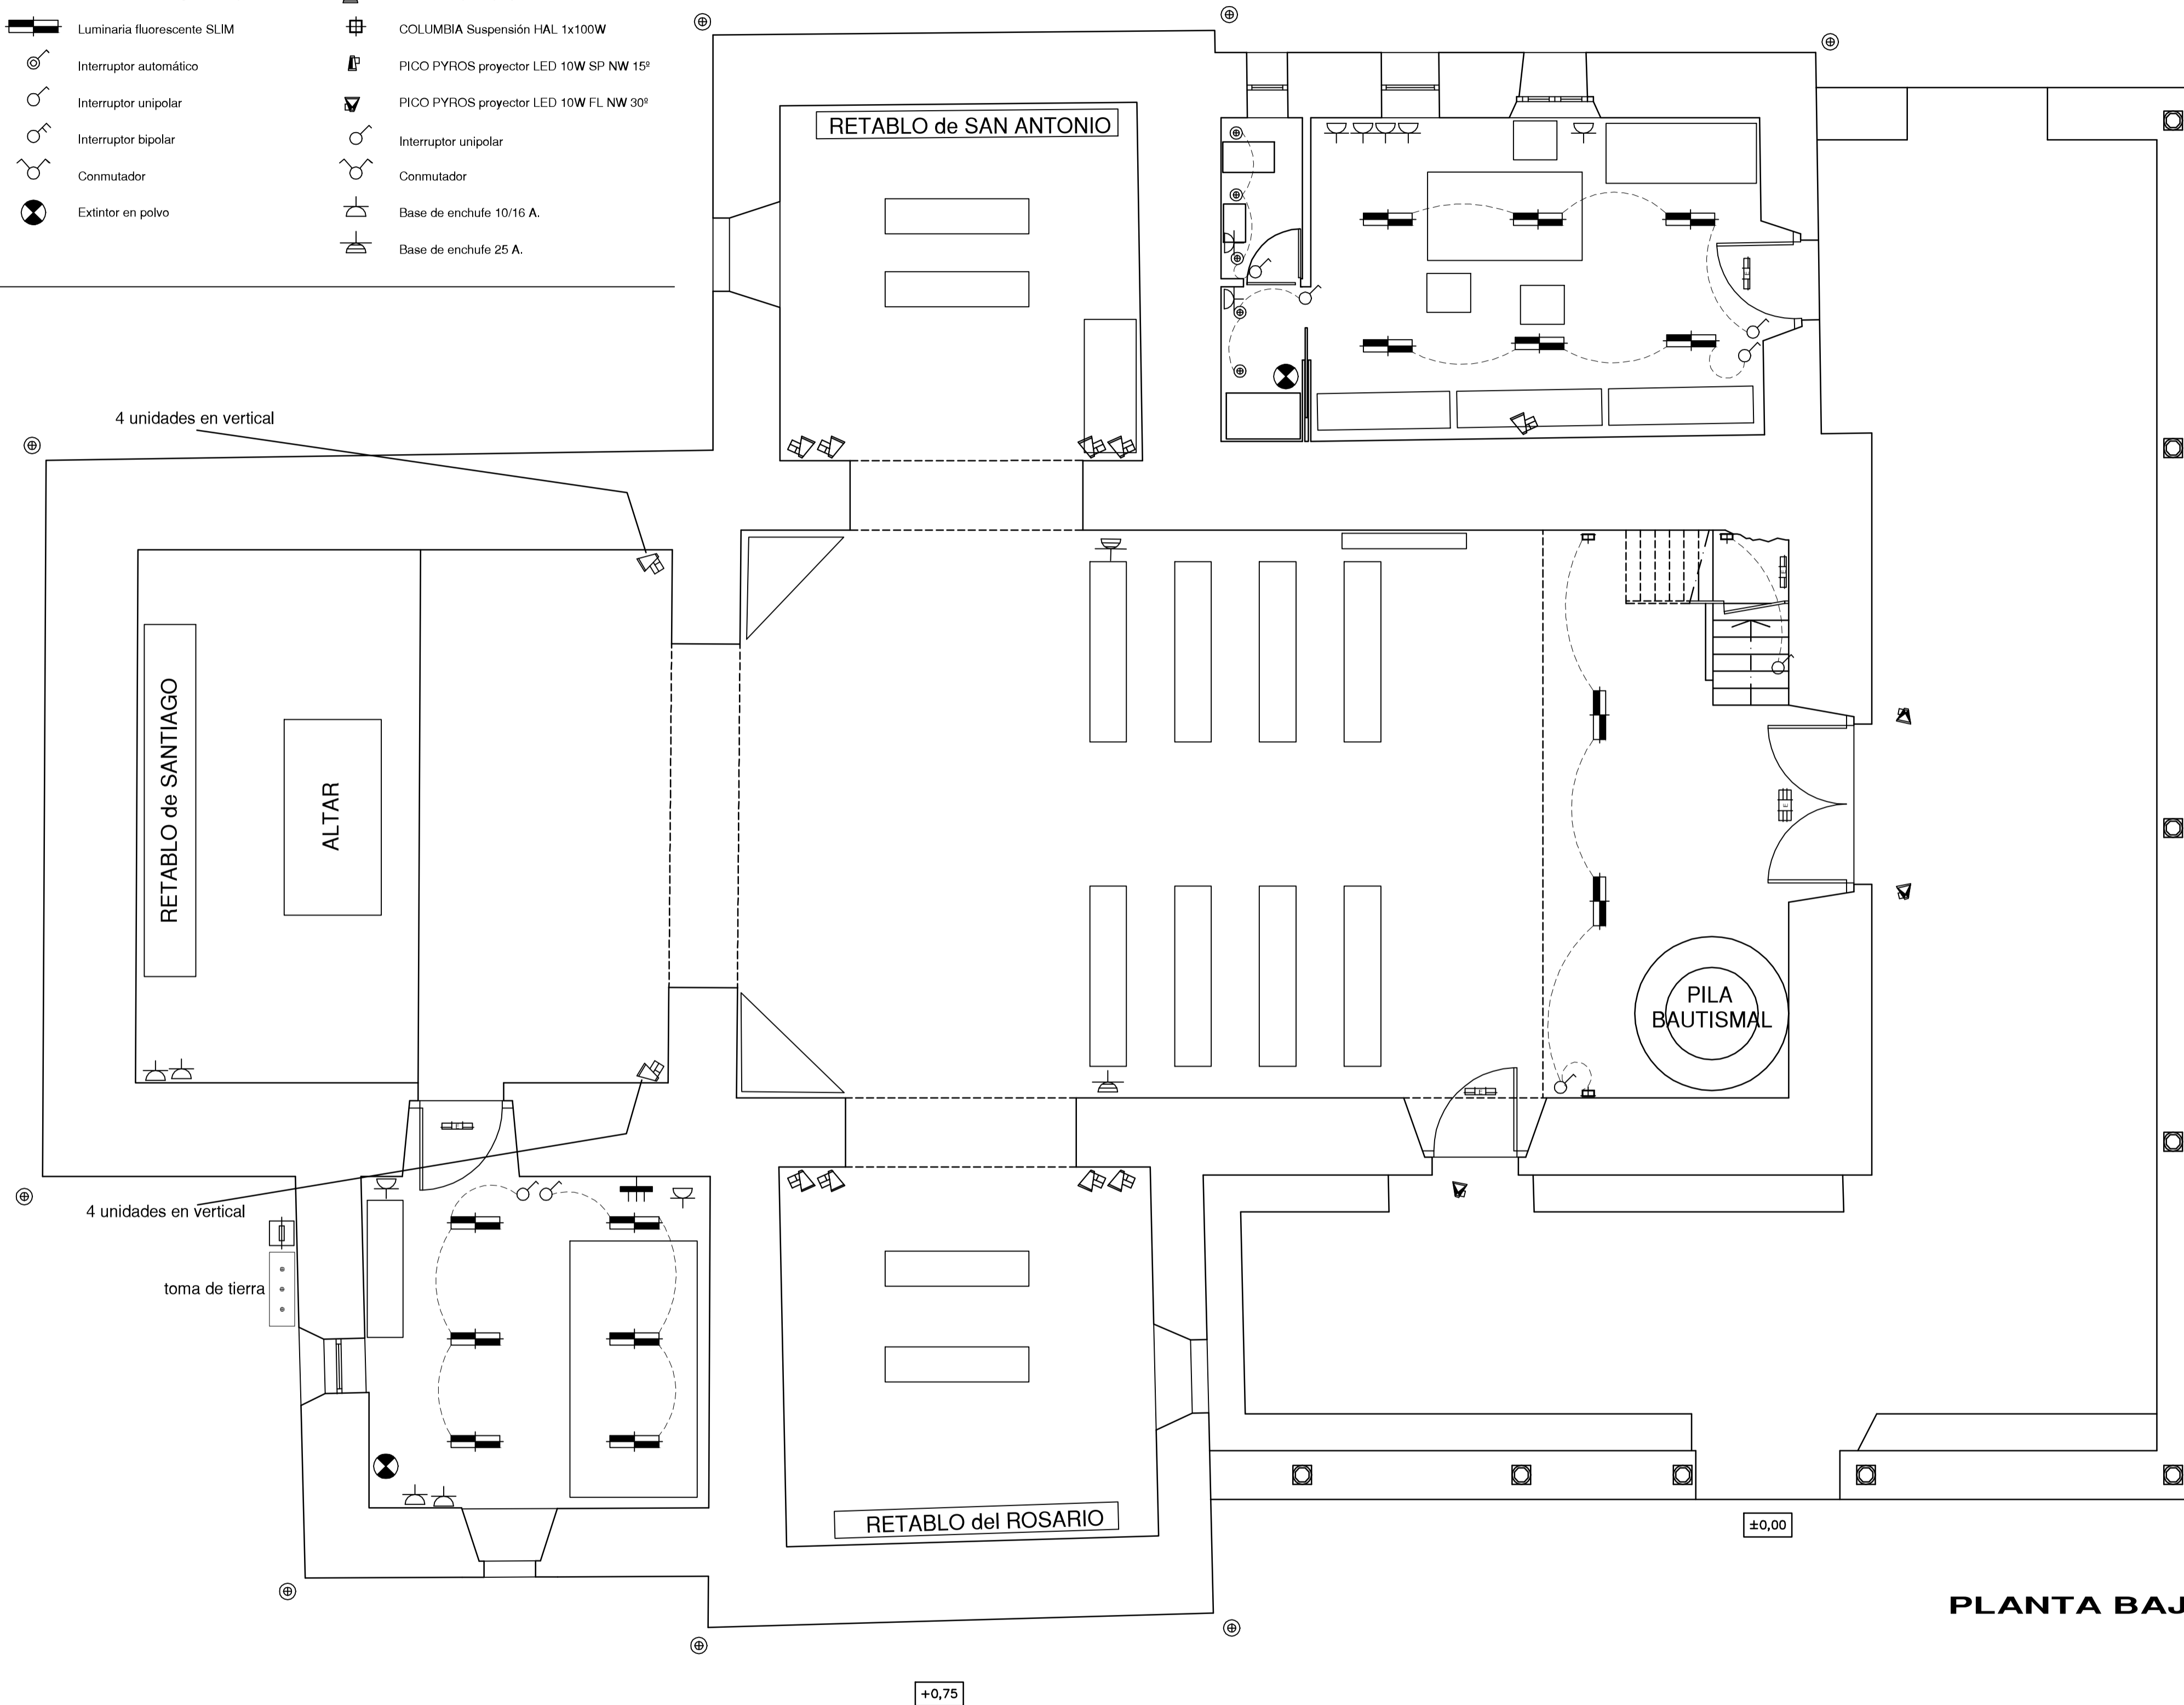 Luminaria fluorescente SLIM
Interruptor automático
Interruptor unipolar
Interruptor bipolar
Conmutador
Extintor en polvo
COLUMBIA Suspensión HAL 1x100W
PICO PYROS proyector LED 10W SP NW 15º
PICO PYROS proyector LED 10W FL NW 30º
Interruptor unipolar
Conmutador
Base de enchufe 10/16 A.
Base de enchufe 25 A.
RETABLO de SAN ANTONIO
4 unidades en vertical
RETABLO de SANTIAGO
ALTAR
PILA
BAUTISMAL
4 unidades en vertical
toma de tierra
RETABLO del ROSARIO
±0,00
PLANTA BAJ
+0,75